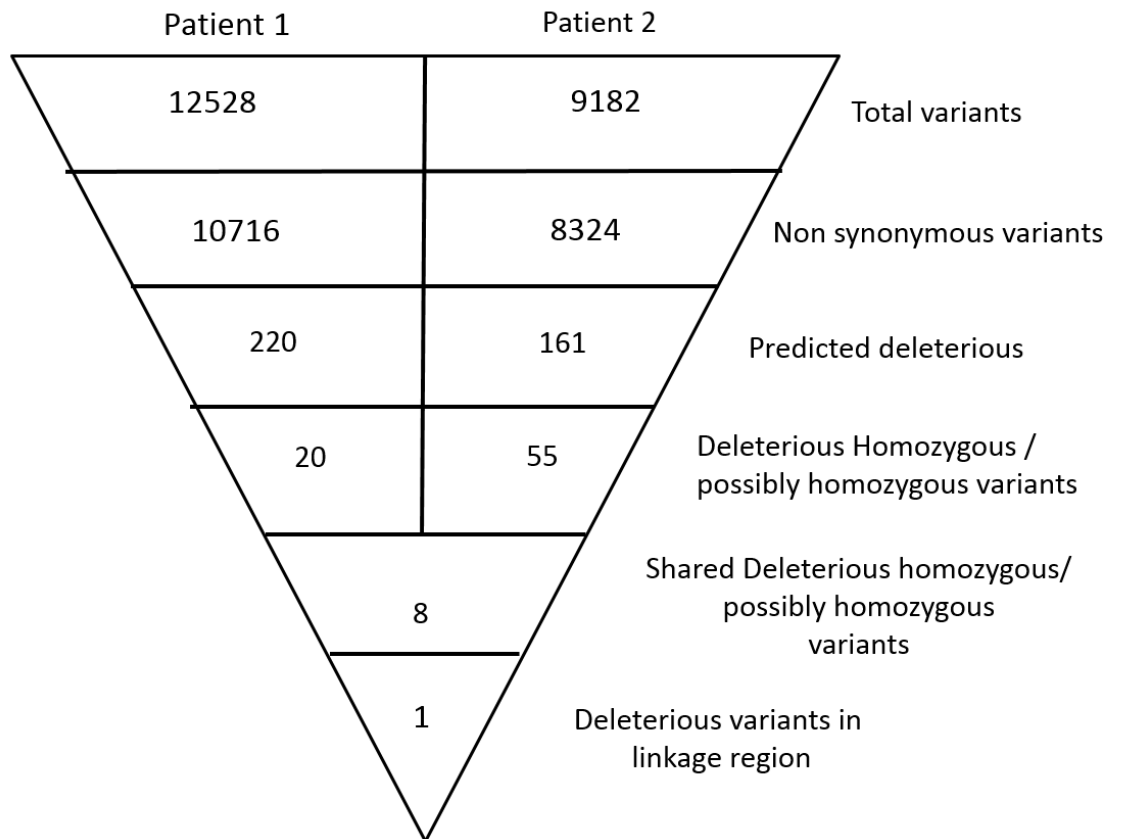 Patient 1
Patient 2
12528
9182
Total variants
10716
8324
Non synonymous variants
220
161
Predicted deleterious
20
55
Deleterious Homozygous /
possibly homozygous variants
8
Shared Deleterious homozygous/
possibly homozygous
variants
1
Deleterious variants in
linkage region